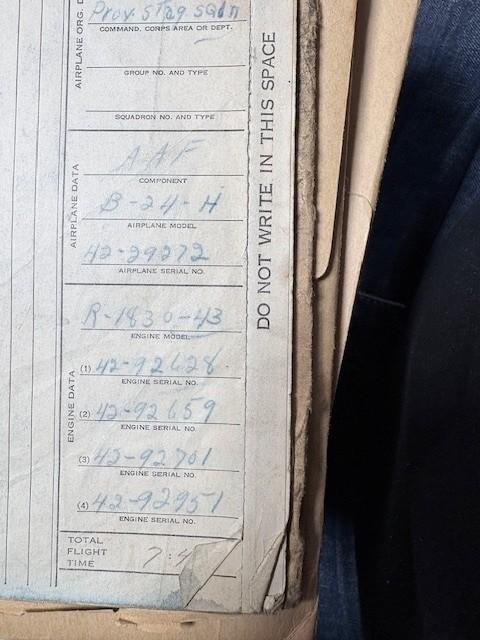 AIRPLANE ORG. D
Prov. Stag. Sqdn
COMMAND, CORPS AREA OR DEPT.
GROUP NO. AND TYPE
SQUADRON NO. AND TYPE
AIRPLANE DATA
AAF
COMPONENT
B-24-H
AIRPLANE MODEL
42-29272
AIRPLANE SERIAL NO.
ENGINE DATA
R-1830-43
ENGINE MODEL
(1) 42-92628
ENGINE SERIAL NO.
(2) 42-92659
ENGINE SERIAL NO.
(3) 42-92701
ENGINE SERIAL NO.
(4) 42-92951
ENGINE SERIAL NO.
TOTAL
FLIGHT
TIME
7:4
DO NOT WRITE IN THIS SPACE